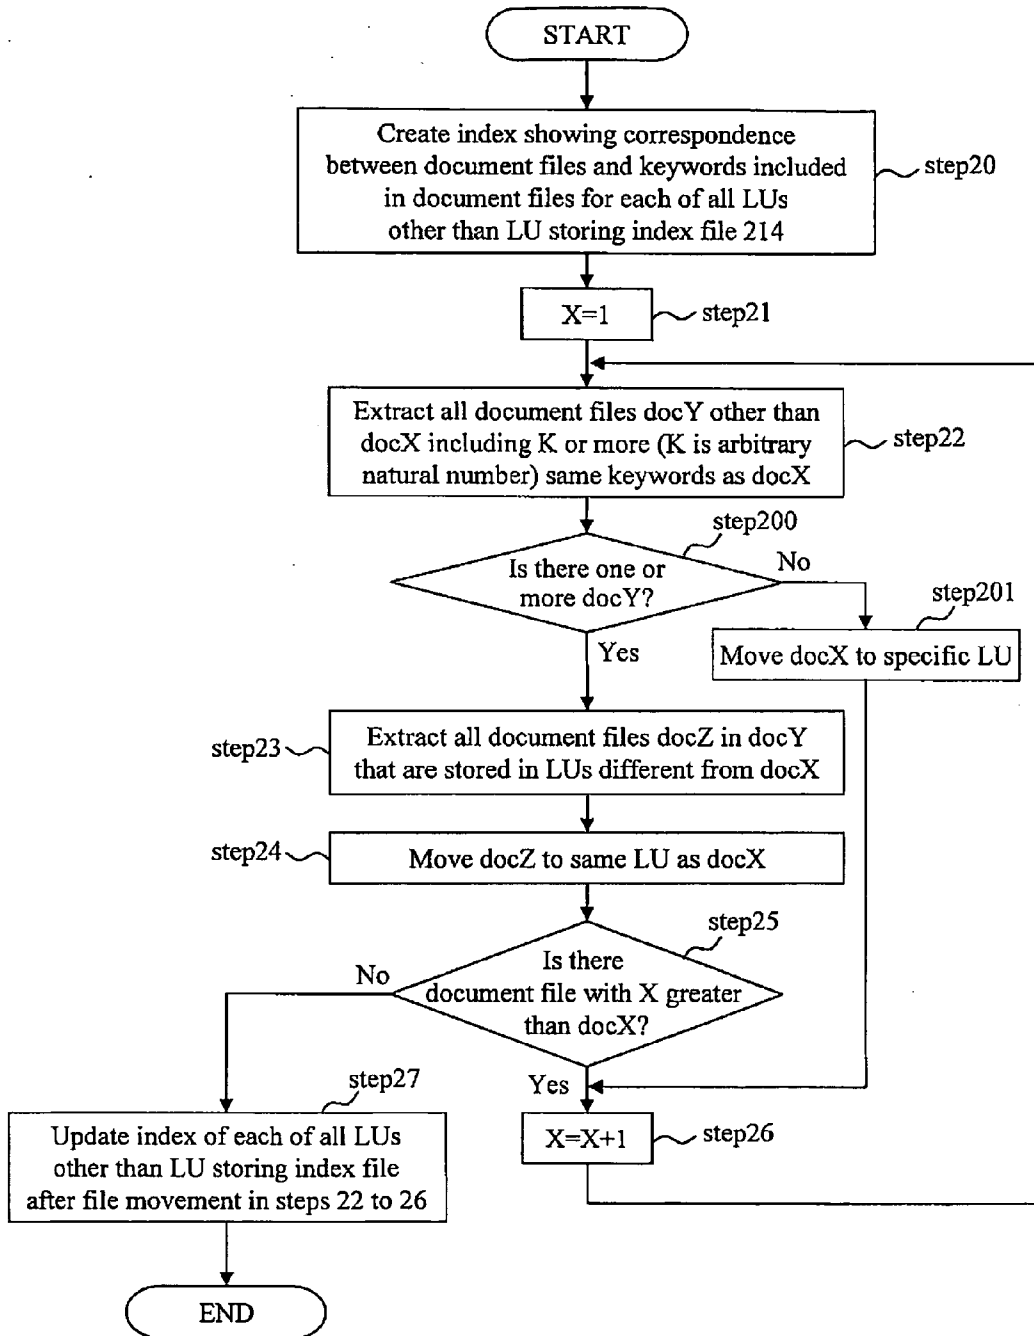 START
Create index showing correspondence
between document files and keywords included
in document files for each of all LUs
other than LU storing index file 214
step20
X=1
step21
Extract all document files docY other than
docX including K or more (K is arbitrary
natural number) same keywords as docX
step22
step200
Is there one or
more docY?
No
Yes
step201
Move docX to specific LU
step23
Extract all document files docZ in docY
that are stored in LUs different from docX
step24
Move docZ to same LU as docX
step25
Is there
document file with X greater
than docX?
No
Yes
step27
Update index of each of all LUs
other than LU storing index file
after file movement in steps 22 to 26
X=X+1
step26
END